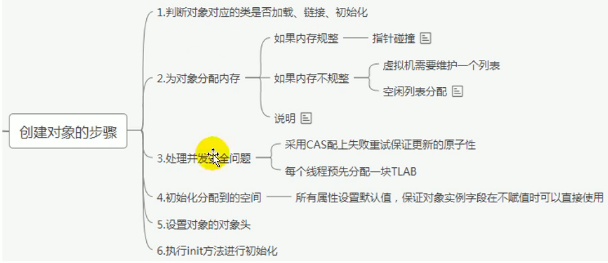 创建对象的步骤
1.判断对象对应的类是否加载、链接、初始化
2.为对象分配内存
如果内存规整
指针碰撞
如果内存不规整
虚拟机需要维护一个列表
空闲列表分配
说明
3.处理并发安全问题
采用CAS配上失败重试保证更新的原子性
每个线程预先分配一块TLAB
4.初始化分配到的空间
所有属性设置默认值，保证对象实例字段在不赋值时可以直接使用
5.设置对象的对象头
6.执行init方法进行初始化